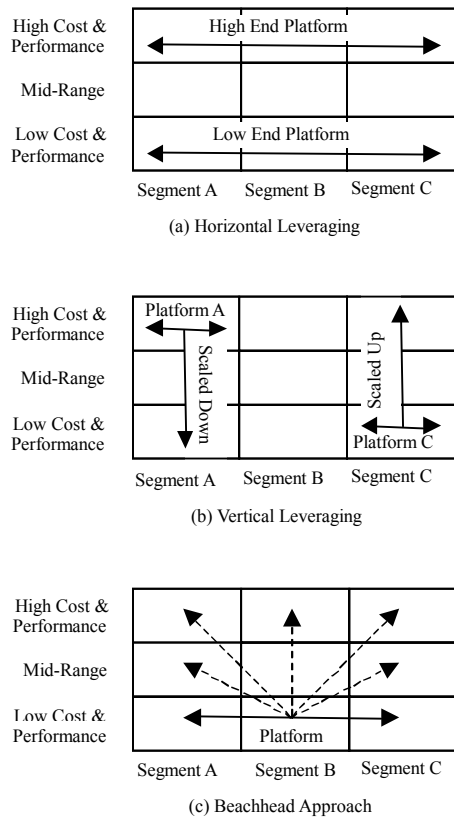 High Cost &
Performance
High End Platform
Mid-Range
Low Cost &
Performance
Low End Platform
Segment A Segment B Segment C
(a) Horizontal Leveraging
High Cost &
Performance
Platform A
Scaled Down
Scaled Up
Mid-Range
Low Cost &
Performance
Platform C
Segment A Segment B Segment C
(b) Vertical Leveraging
High Cost &
Performance
Mid-Range
Low Cost &
Performance
Platform
Segment A Segment B Segment C
(c) Beachhead Approach